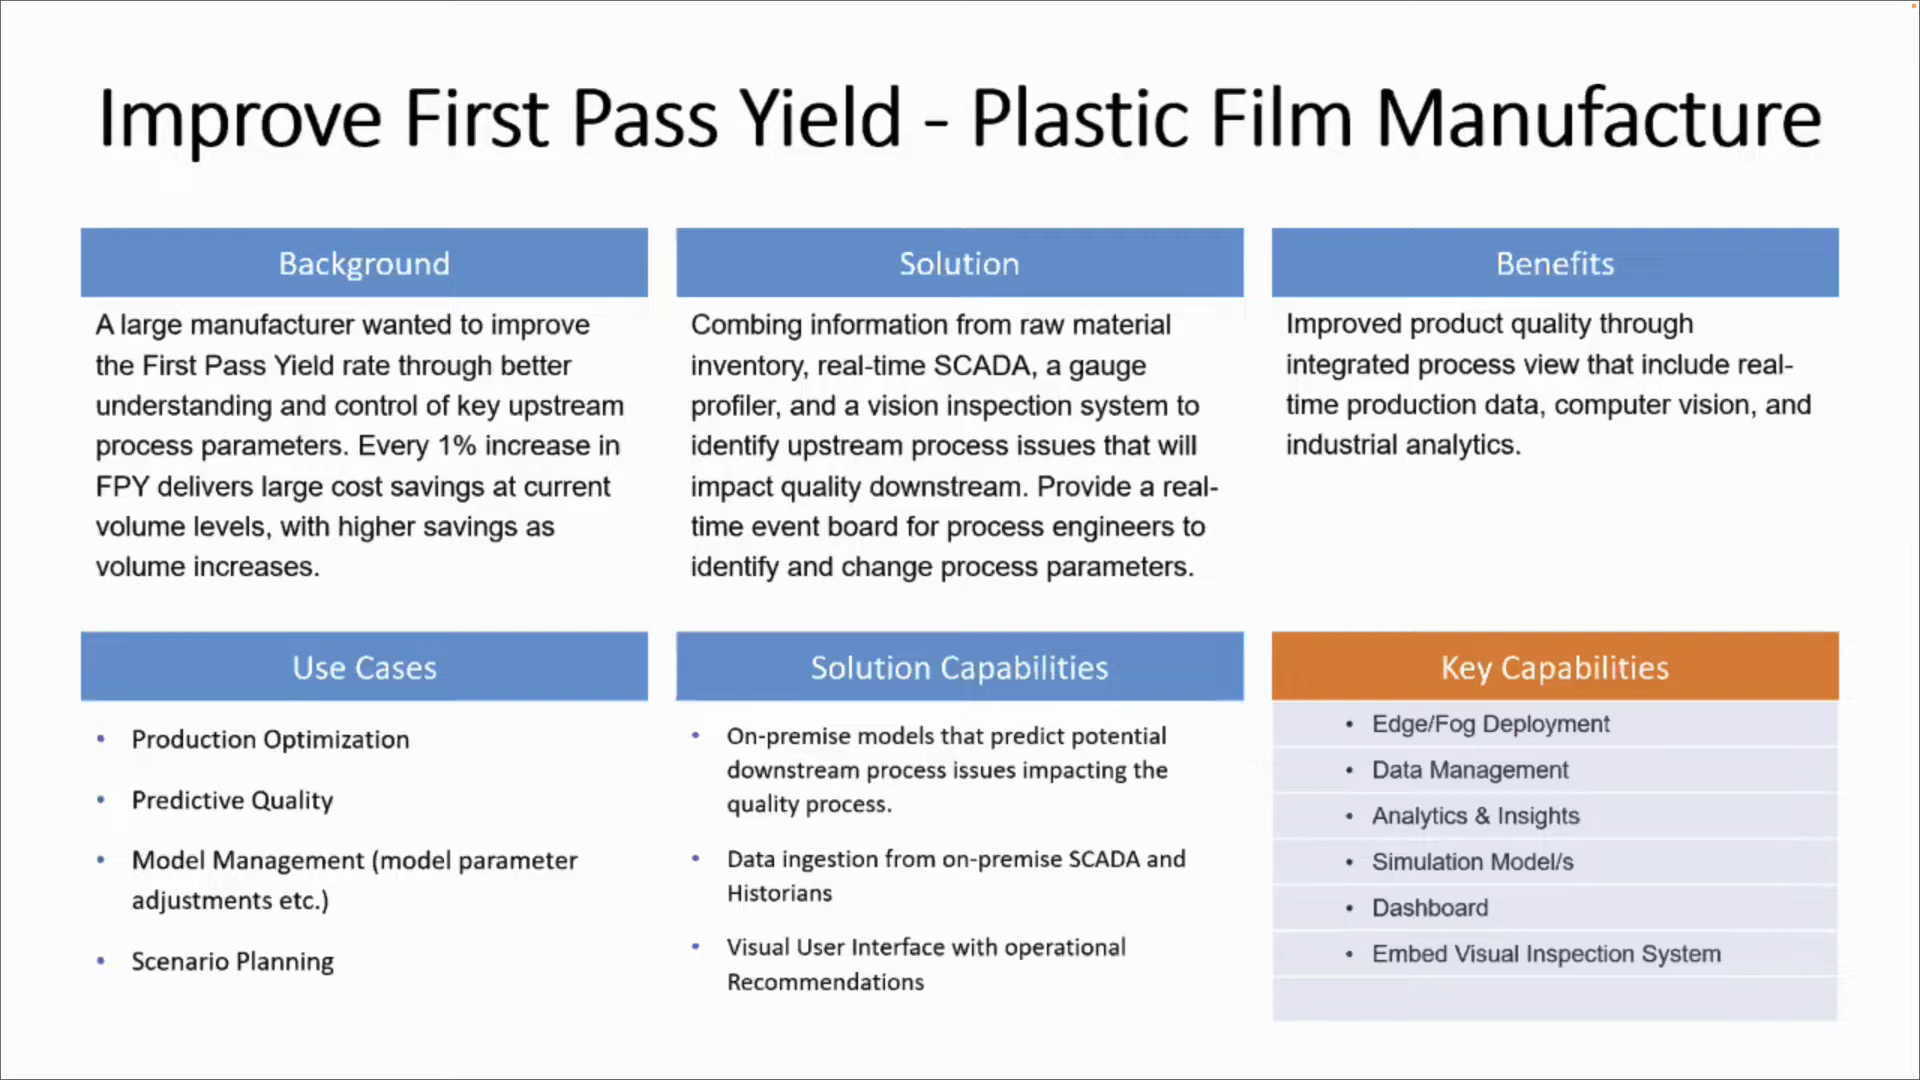 Improve First Pass Yield - Plastic Film Manufacture
Background
A large manufacturer wanted to improve
the First Pass Yield rate through better
understanding and control of key upstream
process parameters. Every 1% increase in
FPY delivers large cost savings at current
volume levels, with higher savings as
volume increases.
Solution
Combing information from raw material
inventory, real-time SCADA, a gauge
profiler, and a vision inspection system to
identify upstream process issues that will
impact quality downstream. Provide a real-
time event board for process engineers to
identify and change process parameters.
Benefits
Improved product quality through
integrated process view that include real-
time production data, computer vision, and
industrial analytics.
Use Cases
• Production Optimization
• Predictive Quality
• Model Management (model parameter
adjustments etc.)
• Scenario Planning
Solution Capabilities
• On-premise models that predict potential
downstream process issues impacting the
quality process.
• Data ingestion from on-premise SCADA and
Historians
• Visual User Interface with operational
Recommendations
Key Capabilities
• Edge/Fog Deployment
• Data Management
• Analytics & Insights
• Simulation Model/s
• Dashboard
• Embed Visual Inspection System